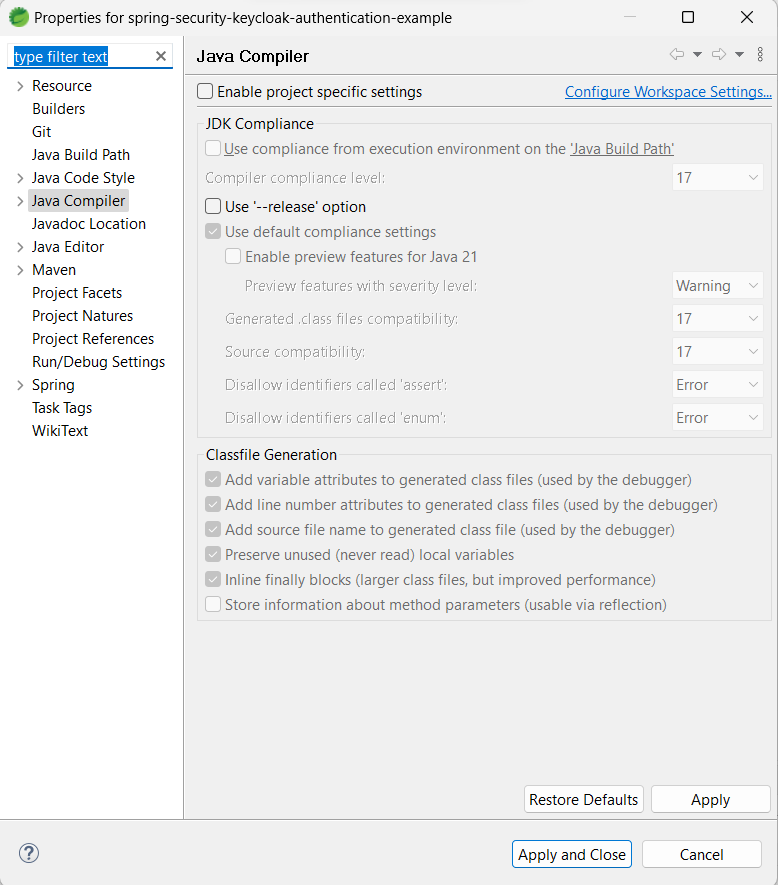 Properties for spring-security-keycloak-authentication-example
type filter text
Resource
Builders
Git
Java Build Path
Java Code Style
Java Compiler
Javadoc Location
Java Editor
Maven
Project Facets
Project Natures
Project References
Run/Debug Settings
Spring
Task Tags
WikiText
Java Compiler
Enable project specific settings Configure Workspace Settings...
JDK Compliance
Use compliance from execution environment on the 'Java Build Path'
Compiler compliance level: 17
Use '--release' option
Use default compliance settings
Enable preview features for Java 21
Preview features with severity level: Warning
Generated .class files compatibility: 17
Source compatibility: 17
Disallow identifiers called 'assert': Error
Disallow identifiers called 'enum': Error
Classfile Generation
Add variable attributes to generated class files (used by the debugger)
Add line number attributes to generated class files (used by the debugger)
Add source file name to generated class file (used by the debugger)
Preserve unused (never read) local variables
Inline finally blocks (larger class files, but improved performance)
Store information about method parameters (usable via reflection)
Restore Defaults Apply
? Apply and Close Cancel